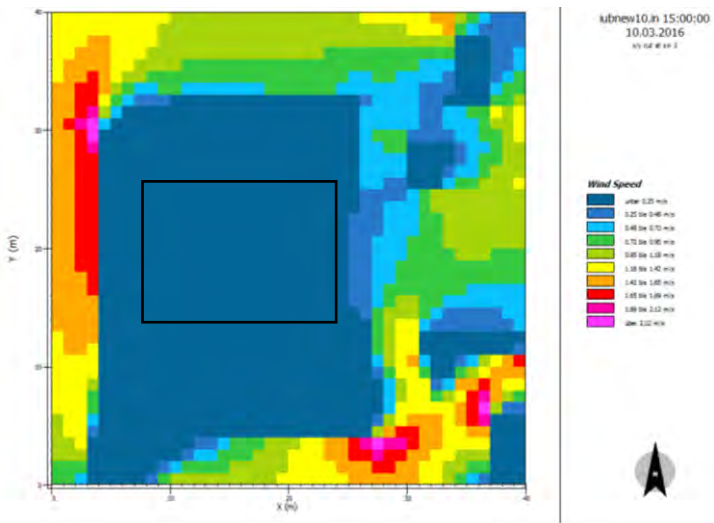 iubnew10.in 15:00:00
10.03.2016
x/y cut at
40
30
20
10
0
Y (m)
0 10 20 30 40
X (m)
Wind Speed
unter 0.25 m/s
0.25 bis 0.48 m/s
0.48 bis 0.72 m/s
0.72 bis 0.95 m/s
0.95 bis 1.18 m/s
1.18 bis 1.42 m/s
1.42 bis 1.65 m/s
1.65 bis 1.89 m/s
1.89 bis 2.12 m/s
über 2.12 m/s